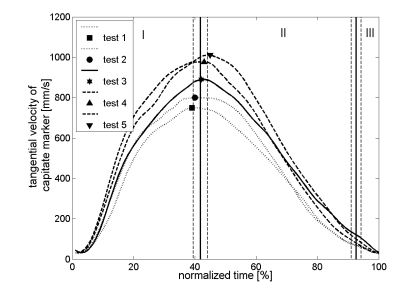 1200
1000
800
600
400
200
0
tangential velocity of
capitate marker [mm/s]
I
II
III
test 1
test 2
test 3
test 4
test 5
0
20
40
60
80
100
normalized time [%]